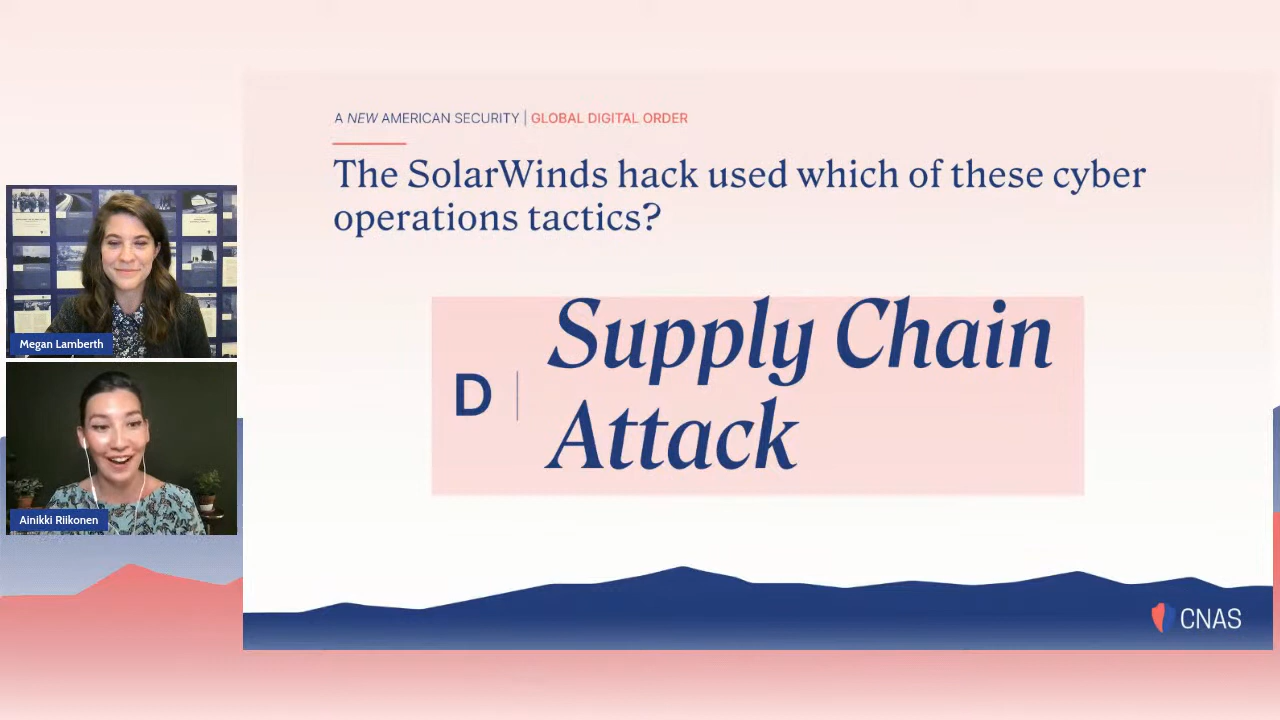 A NEW AMERICAN SECURITY | GLOBAL DIGITAL ORDER
The SolarWinds hack used which of these cyber
operations tactics?
D | Supply Chain
Attack
Megan Lamberth
Ainikki Riikonen
CNAS